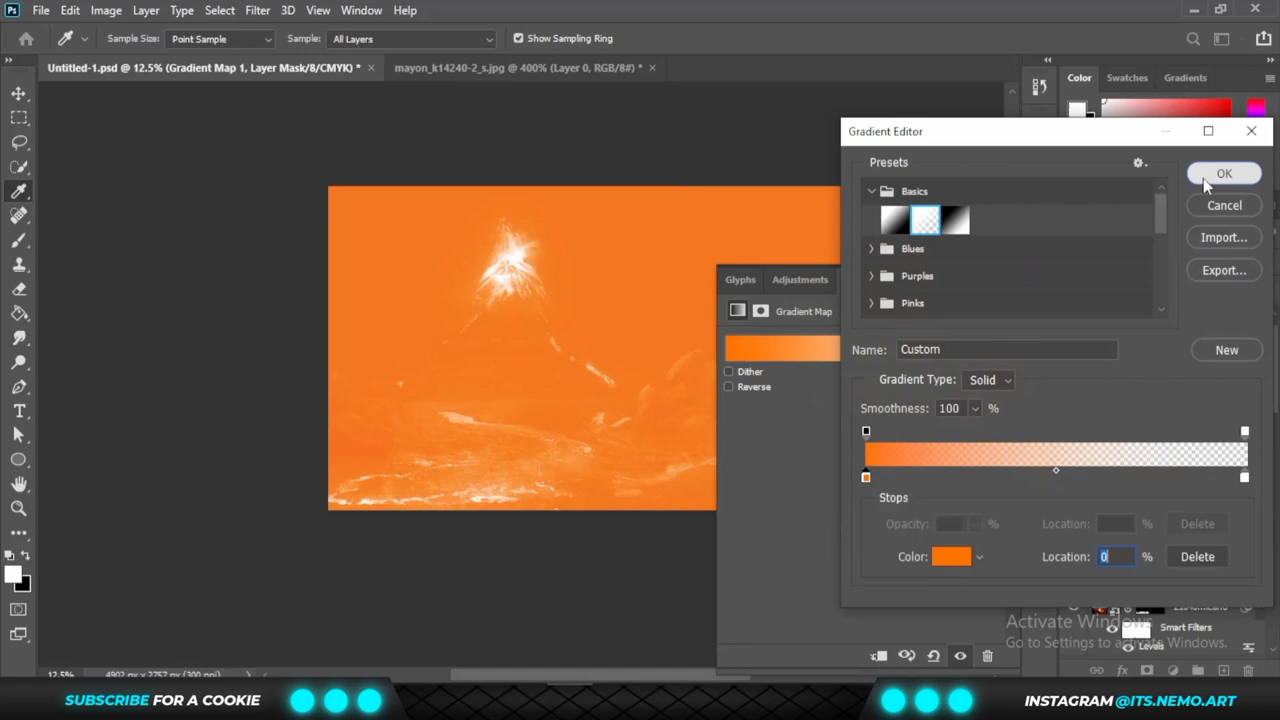 Ps File Edit Image Layer Type Select Filter 3D View Window Help
Sample Size: Point Sample Sample: All Layers Show Sampling Ring
Untitled-1.psd @ 12.5% (Gradient Map 1, Layer Mask/8/CMYK) * mayon_k14240-2_s.jpg @ 400% (Layer 0, RGB/8#) *
Color Swatches Gradients
Gradient Editor
Presets
Basics
Blues
Purples
Pinks
OK
Cancel
Import...
Export...
Name: Custom New
Gradient Type: Solid
Smoothness: 100 %
Stops
Opacity: % Location: % Delete
Color: Location: 0 % Delete
Glyphs Adjustments
Gradient Map
Dither
Reverse
T
Smart Filters
Levels
Activate Windows
Go to Settings to activate Windows.
12.5% 4902 px x 2757 px (300 ppi)
SUBSCRIBE FOR A COOKIE
INSTAGRAM @ITS.NEMO.ART